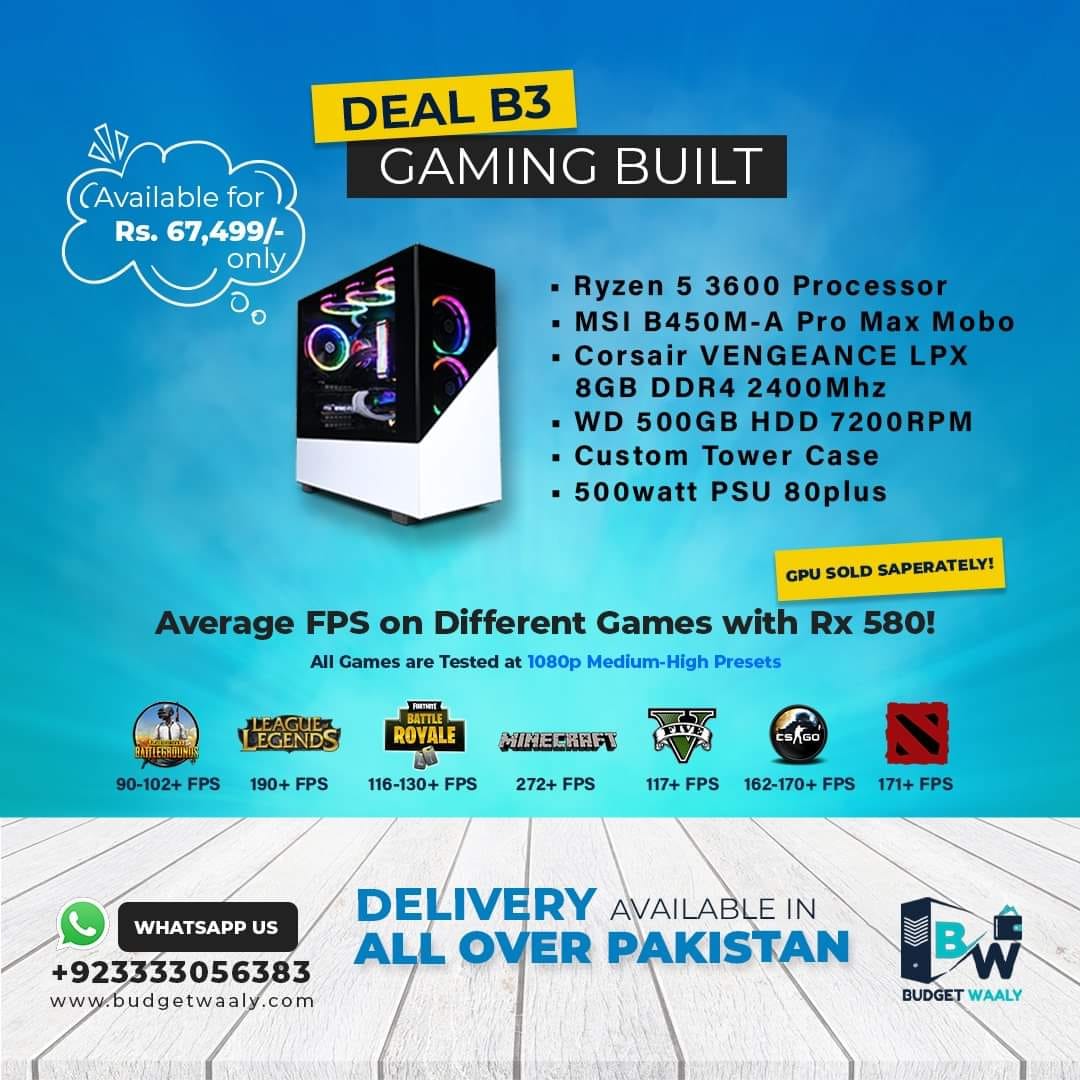 DEAL B3
GAMING BUILT
Available for
Rs. 67,499/-
only
▪ Ryzen 5 3600 Processor
▪ MSI B450M-A Pro Max Mobo
▪ Corsair VENGEANCE LPX
8GB DDR4 2400Mhz
▪ WD 500GB HDD 7200RPM
▪ Custom Tower Case
▪ 500watt PSU 80plus
GPU SOLD SAPERATELY!
Average FPS on Different Games with Rx 580!
All Games are Tested at 1080p Medium-High Presets
BATTLEGROUNDS
LEAGUE of
LEGENDS
FORTNITE
BATTLE
ROYALE
MINECRAFT
V
FIVE
CS GO
90-102+ FPS 190+ FPS 116-130+ FPS 272+ FPS 117+ FPS 162-170+ FPS 171+ FPS
WHATSAPP US
+923333056383
www.budgetwaaly.com
DELIVERY AVAILABLE IN
ALL OVER PAKISTAN
BW
BUDGET WAALY